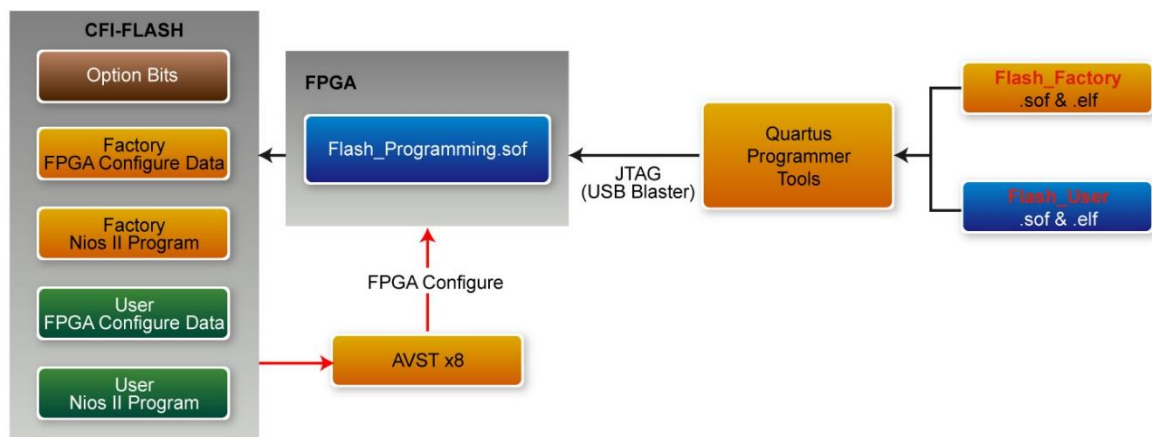 CFI-FLASH
Option Bits
Factory
FPGA Configure Data
Factory
Nios II Program
User
FPGA Configure Data
User
Nios II Program
FPGA
Flash_Programming.sof
FPGA Configure
AVST x8
JTAG
(USB Blaster)
Quartus
Programmer
Tools
Flash_Factory
.sof & .elf
Flash_User
.sof & .elf